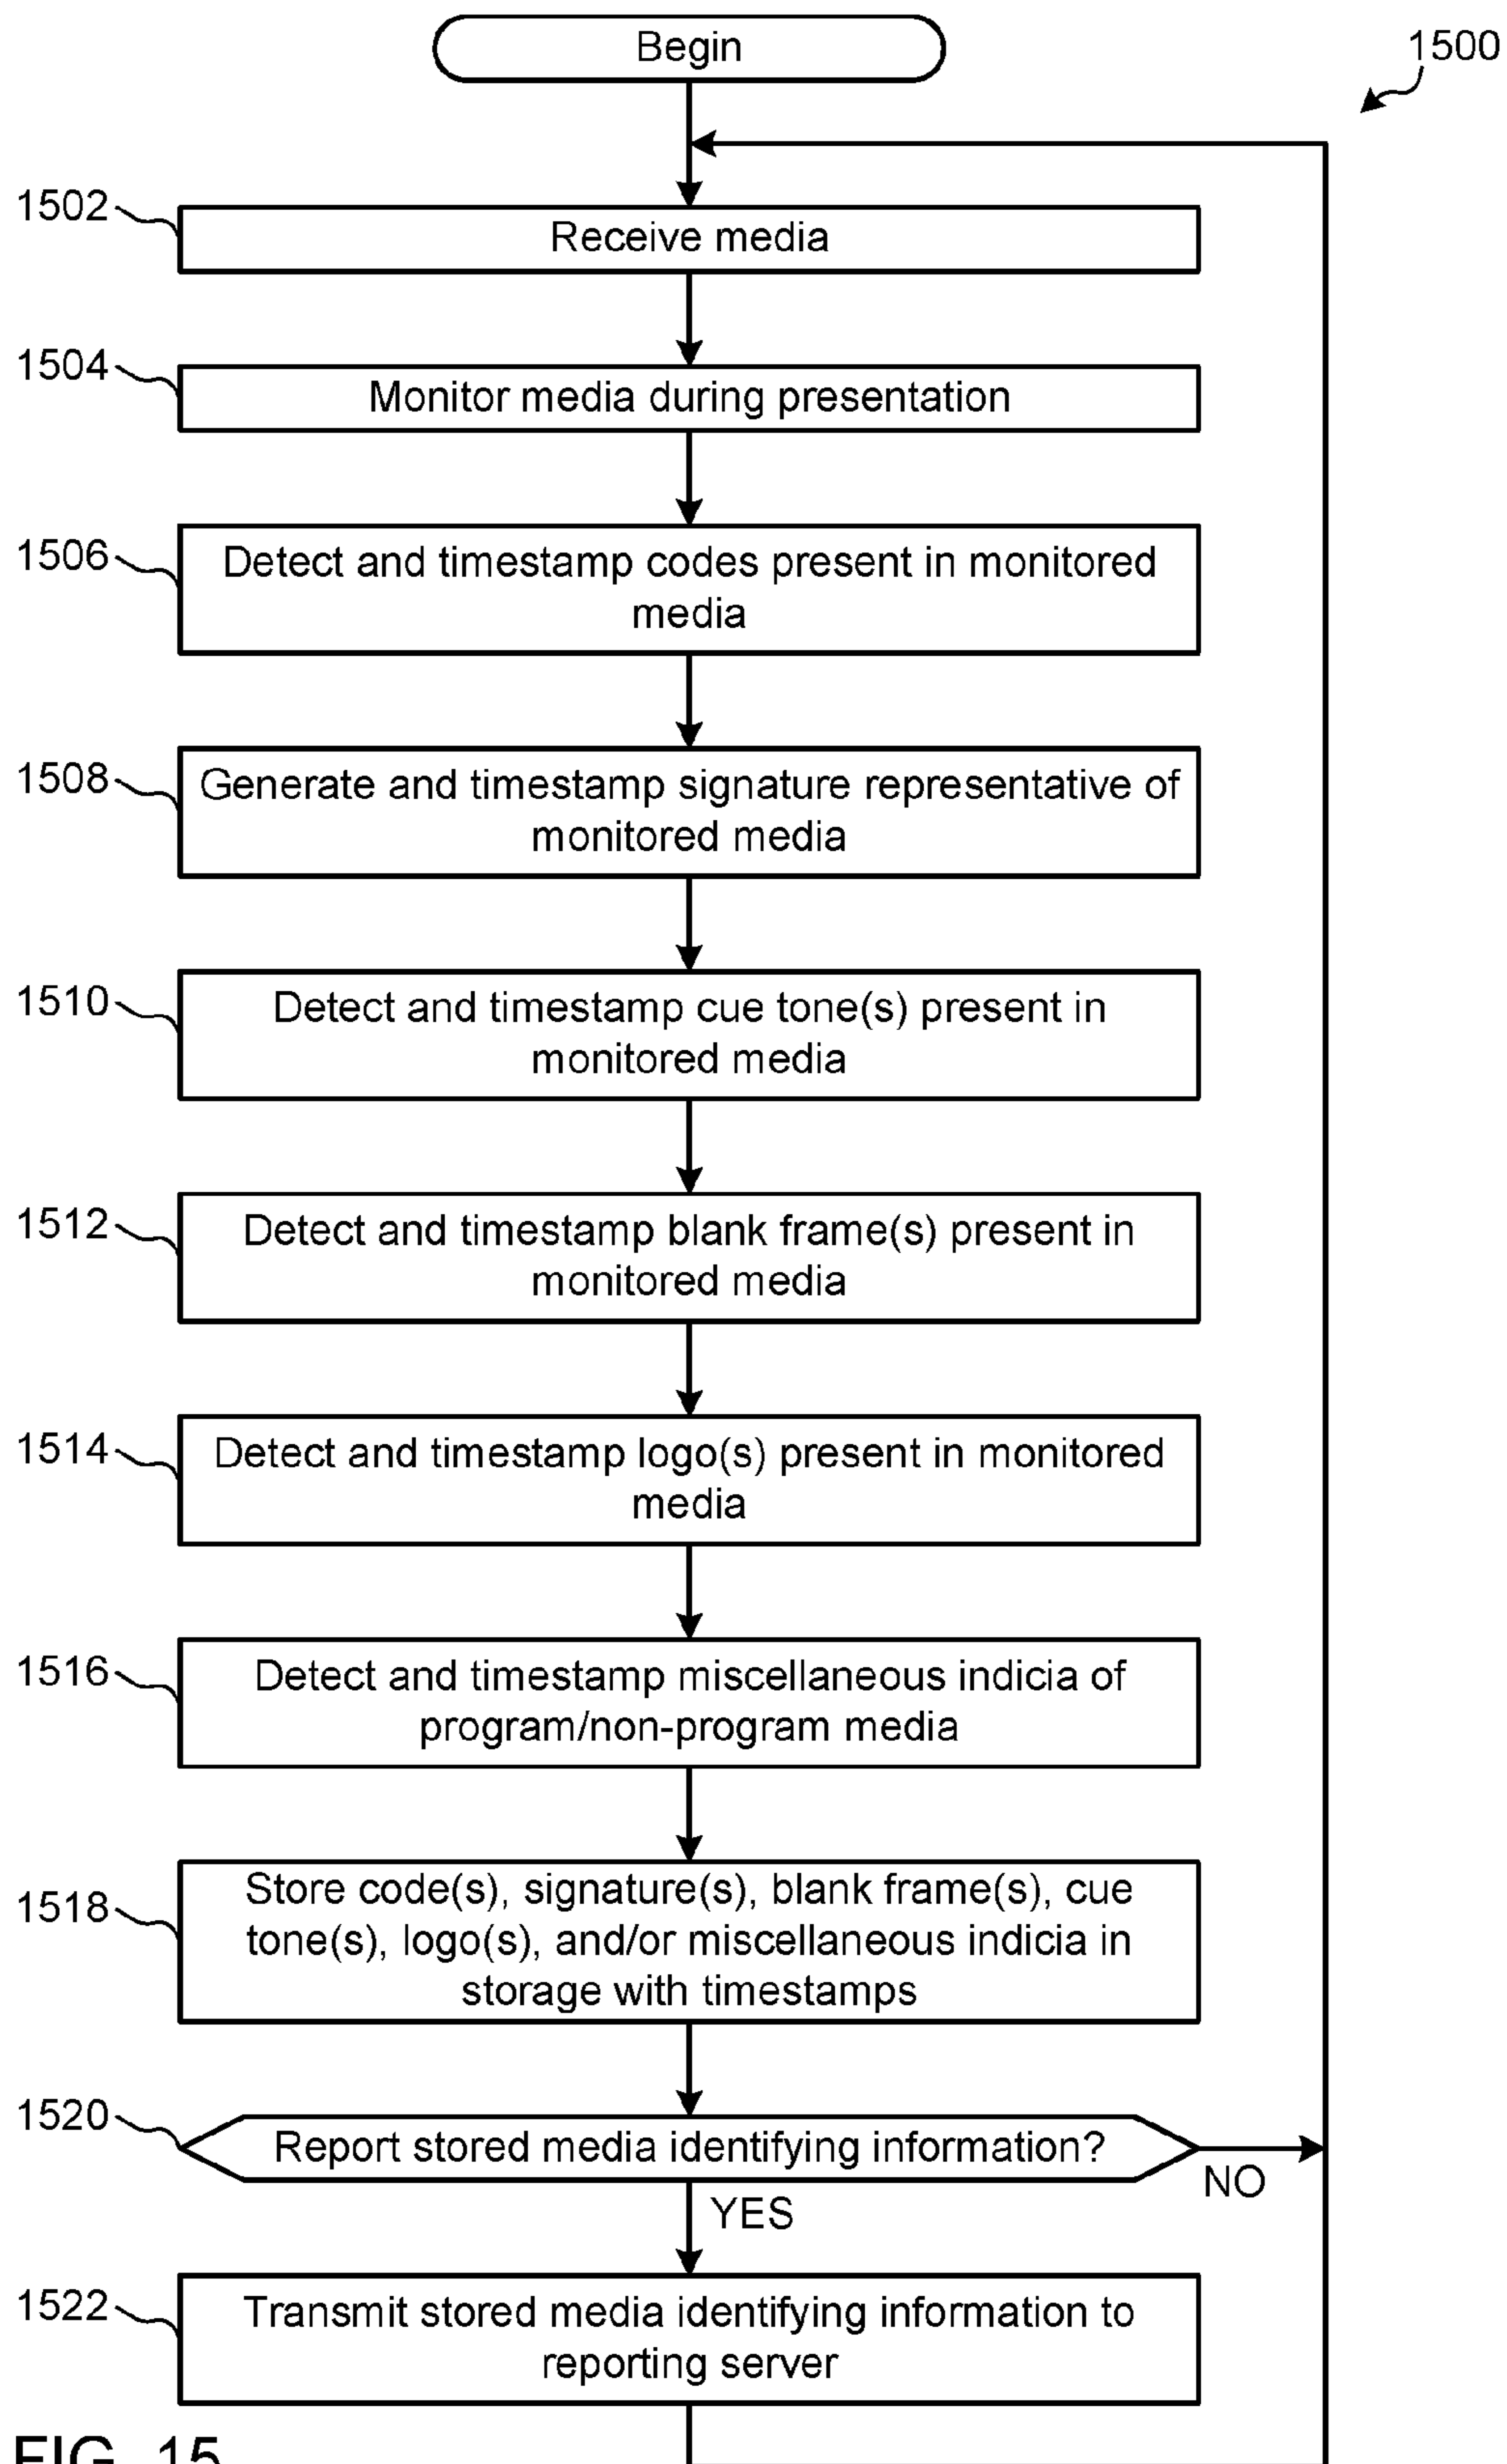 Begin
1500
1502
Receive media
1504
Monitor media during presentation
1506
Detect and timestamp codes present in monitored
media
1508
Generate and timestamp signature representative of
monitored media
1510
Detect and timestamp cue tone(s) present in
monitored media
1512
Detect and timestamp blank frame(s) present in
monitored media
1514
Detect and timestamp logo(s) present in monitored
media
1516
Detect and timestamp miscellaneous indicia of
program/non-program media
1518
Store code(s), signature(s), blank frame(s), cue
tone(s), logo(s), and/or miscellaneous indicia in
storage with timestamps
1520
Report stored media identifying information?
NO
YES
1522
Transmit stored media identifying information to
reporting server
FIG. 15